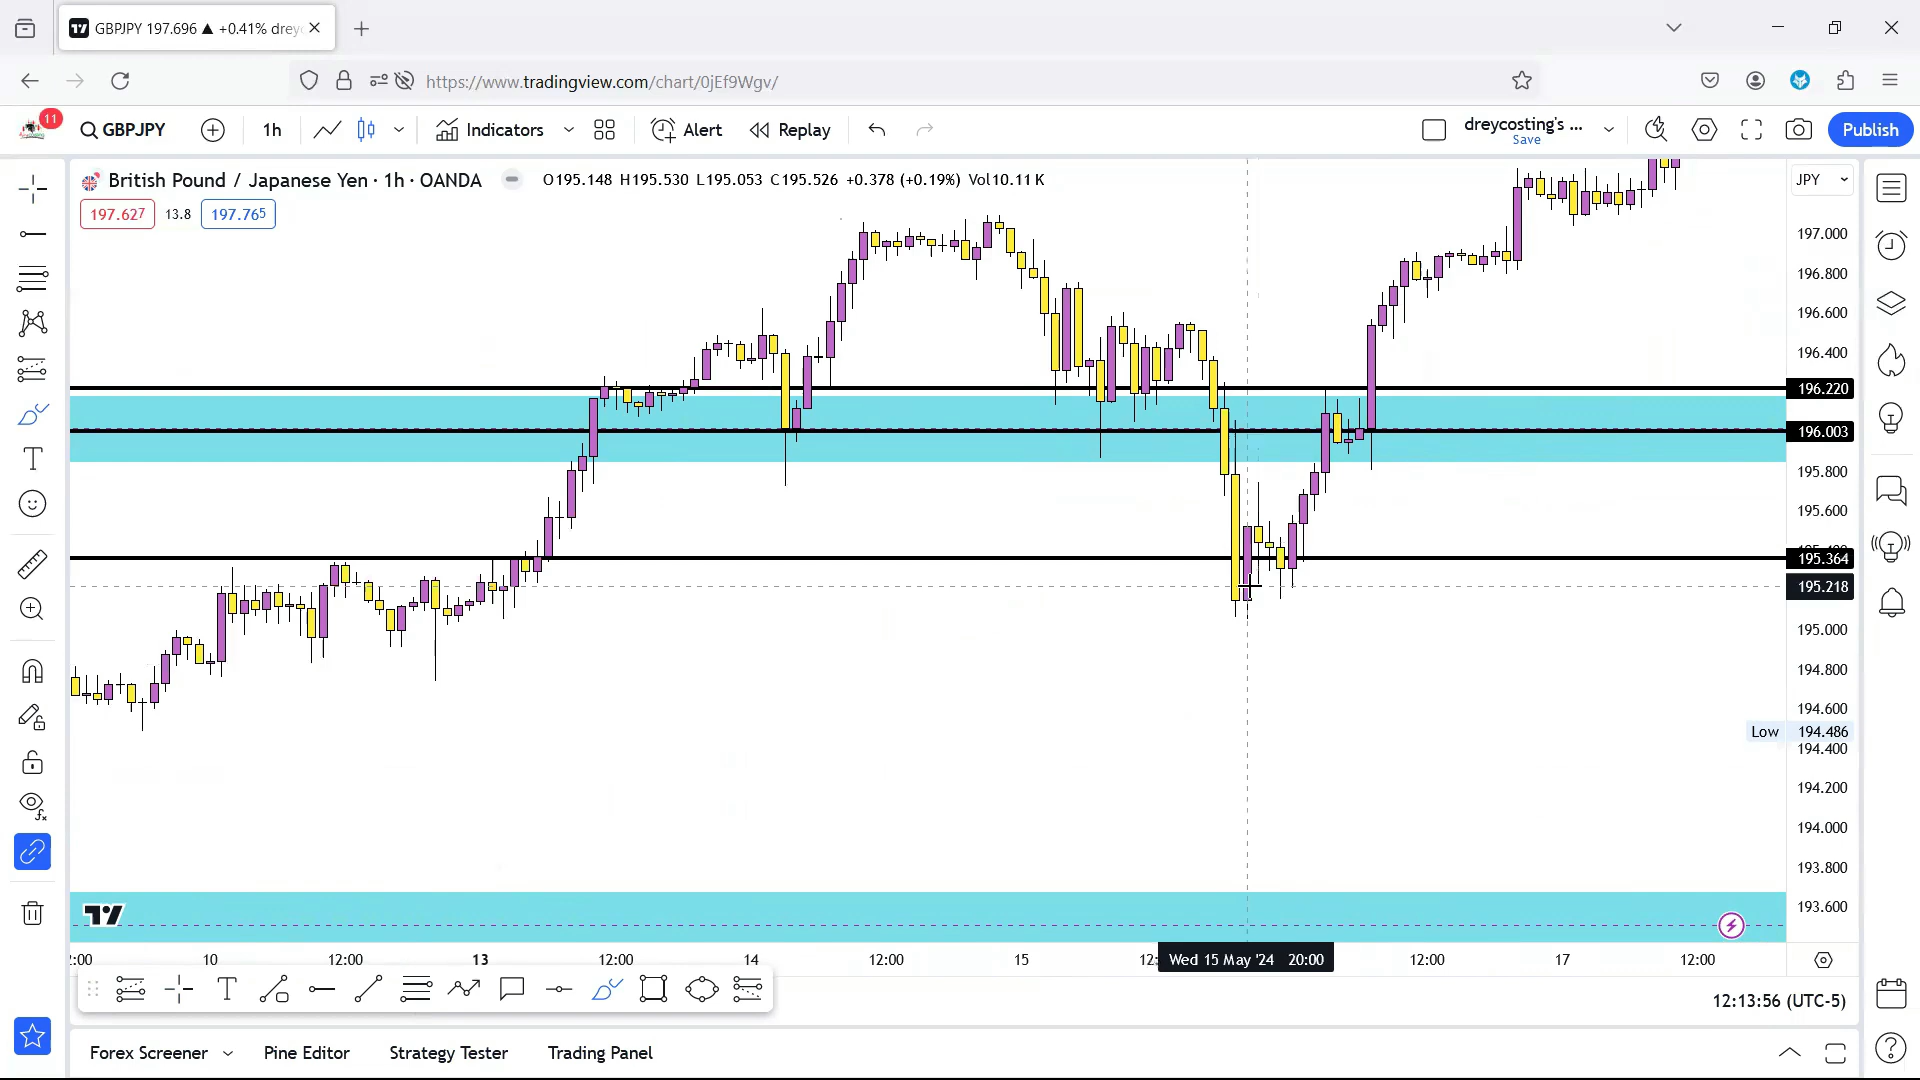 GBPJPY 197.696 ▲ +0.41% drey
https://www.tradingview.com/chart/0jEf9Wgv/
11
GBPJPY
1h
Indicators
Alert
Replay
dreycosting's ...
Save
Publish
British Pound / Japanese Yen · 1h · OANDA
O195.148 H195.530 L195.053 C195.526 +0.378 (+0.19%) Vol10.11 K
JPY
197.627
13.8
197.765
197.000
196.800
196.600
196.400
196.220
196.003
195.800
195.600
195.364
195.218
195.000
194.800
194.600
Low 194.486
194.400
194.200
194.000
193.800
193.600
:00 10 12:00 13 12:00 14 12:00 15 12: Wed 15 May '24 20:00 12:00 17 12:00
12:13:56 (UTC-5)
Forex Screener
Pine Editor
Strategy Tester
Trading Panel